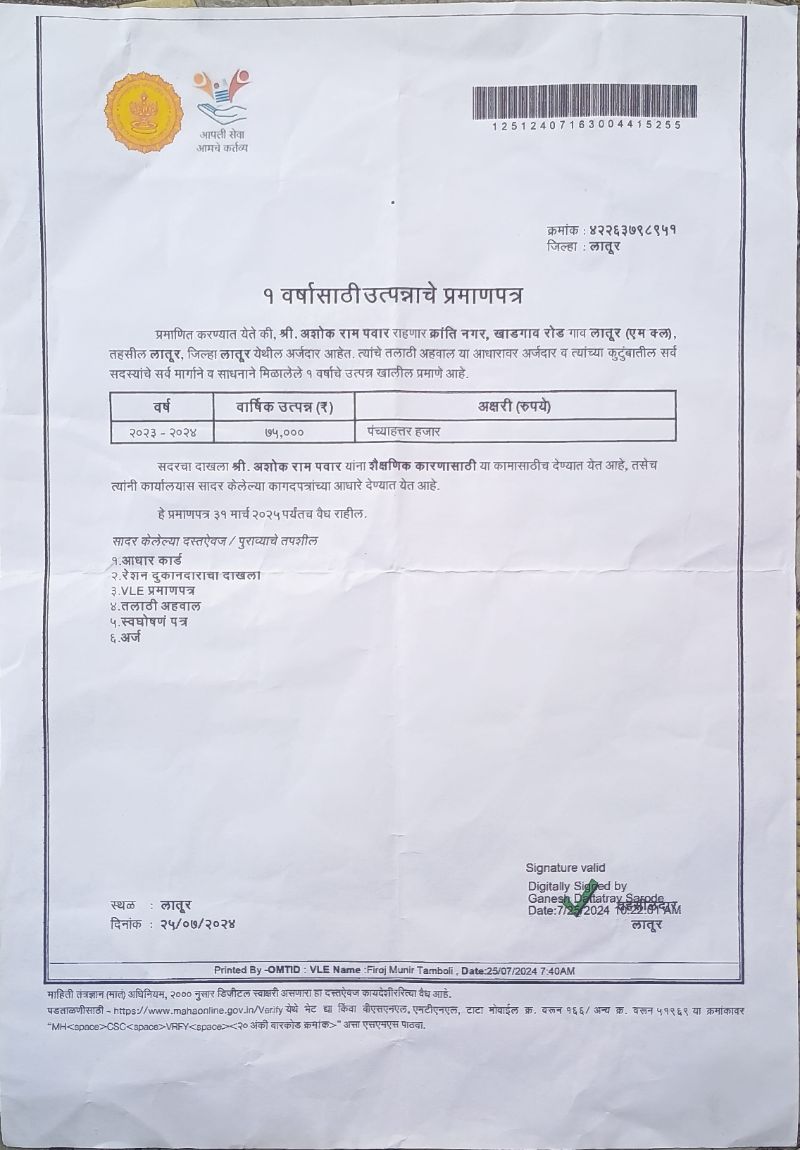 आपली सेवा
आमचे कर्तव्य
12512407163004415255
क्रमांक : ४२२६३७९८९५१
जिल्हा : लातूर
१ वर्षासाठी उत्पन्नाचे प्रमाणपत्र
प्रमाणित करण्यात येते की, श्री. अशोक राम पवार राहणार क्रांति नगर, खाडगाव रोड गाव लातूर (एम क्ल),
तहसील लातूर, जिल्हा लातूर येथील अर्जदार आहेत. त्यांचे तलाठी अहवाल या आधारावर अर्जदार व त्यांच्या कुटुंबातील सर्व
सदस्यांचे सर्व मार्गाने व साधनाने मिळालेले १ वर्षाचे उत्पन्न खालील प्रमाणे आहे.
वर्ष वार्षिक उत्पन्न (₹) अक्षरी (रुपये)
२०२३ - २०२४ ७५,००० पंच्याहत्तर हजार
सदरचा दाखला श्री. अशोक राम पवार यांना शैक्षणिक कारणासाठी या कामासाठीच देण्यात येत आहे, तसेच
त्यांनी कार्यालयास सादर केलेल्या कागदपत्रांच्या आधारे देण्यात येत आहे.
हे प्रमाणपत्र ३१ मार्च २०२५ पर्यंतच वैध राहील.
सादर केलेल्या दस्तऐवज / पुराव्याचे तपशील
१.आधार कार्ड
२.रेशन दुकानदाराचा दाखला
३.VLE प्रमाणपत्र
४.तलाठी अहवाल
५.स्वघोषणं पत्र
६.अर्ज
Signature valid
Digitally Signed by
Ganesh Dattatray Sarode
Date:7/25/2024 10:22:01 AM
तहसीलदार
लातूर
स्थळ : लातूर
दिनांक : २५/०७/२०२४
Printed By -OMTID : VLE Name :Firoj Munir Tamboli , Date:25/07/2024 7:40AM
माहिती तंत्रज्ञान (मातं) अधिनियम, २००० नुसार डिजीटल स्वाक्षरी असणारा हा दस्तऐवज कायदेशीररित्या वैध आहे.
पडताळणीसाठी - https://www.mahaonline.gov.in/Verify येथे भेट द्या किंवा बीएसएनएल, एमटीएनएल, टाटा मोबाईल क्र. वरून १६६/ अन्य क्र. वरून ५१९६९ या क्रमांकावर
"MH<space>CSC<space>VRFY<space><२० अंकी बारकोड क्रमांक>" असा एसएमएस पाठवा.